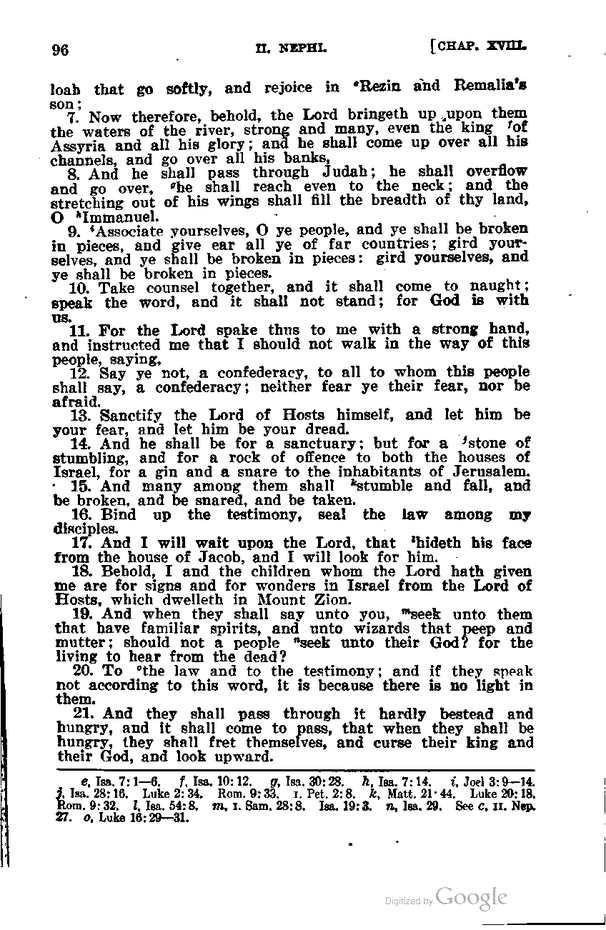 96 II. NEPHI. [CHAP. XVIII.
loah that go softly, and rejoice in ᵉRezin and Remalia's
son;
7. Now therefore, behold, the Lord bringeth up upon them
the waters of the river, strong and many, even the king ᶠof
Assyria and all his glory; and he shall come up over all his
channels, and go over all his banks,
8. And he shall pass through Judah; he shall overflow
and go over, ᵍhe shall reach even to the neck; and the
stretching out of his wings shall fill the breadth of thy land,
O ʰImmanuel.
9. ⁱAssociate yourselves, O ye people, and ye shall be broken
in pieces, and give ear all ye of far countries; gird your-
selves, and ye shall be broken in pieces: gird yourselves, and
ye shall be broken in pieces.
10. Take counsel together, and it shall come to naught;
speak the word, and it shall not stand; for God is with
us.
11. For the Lord spake thus to me with a strong hand,
and instructed me that I should not walk in the way of this
people, saying,
12. Say ye not, a confederacy, to all to whom this people
shall say, a confederacy; neither fear ye their fear, nor be
afraid.
13. Sanctify the Lord of Hosts himself, and let him be
your fear, and let him be your dread.
14. And he shall be for a sanctuary; but for a ʲstone of
stumbling, and for a rock of offence to both the houses of
Israel, for a gin and a snare to the inhabitants of Jerusalem.
15. And many among them shall ᵏstumble and fall, and
be broken, and be snared, and be taken.
16. Bind up the testimony, seal the law among my
disciples.
17. And I will wait upon the Lord, that ˡhideth his face
from the house of Jacob, and I will look for him.
18. Behold, I and the children whom the Lord hath given
me are for signs and for wonders in Israel from the Lord of
Hosts, which dwelleth in Mount Zion.
19. And when they shall say unto you, ᵐseek unto them
that have familiar spirits, and unto wizards that peep and
mutter; should not a people ⁿseek unto their God? for the
living to hear from the dead?
20. To ᵒthe law and to the testimony; and if they speak
not according to this word, it is because there is no light in
them.
21. And they shall pass through it hardly bestead and
hungry, and it shall come to pass, that when they shall be
hungry, they shall fret themselves, and curse their king and
their God, and look upward.
e, Isa. 7:1—6. f, Isa. 10:12. g, Isa. 30:28. h, Isa. 7:14. i, Joel 3:9—14.
j, Isa. 28:16. Luke 2:34. Rom. 9:33. I. Pet. 2:8. k, Matt. 21:44. Luke 20:18.
Rom. 9:32. l, Isa. 54:8. m, I. Sam. 28:8. Isa. 19:3. n, Isa. 29. See c, II. Nep.
27. o, Luke 16:29—31.
Digitized by Google